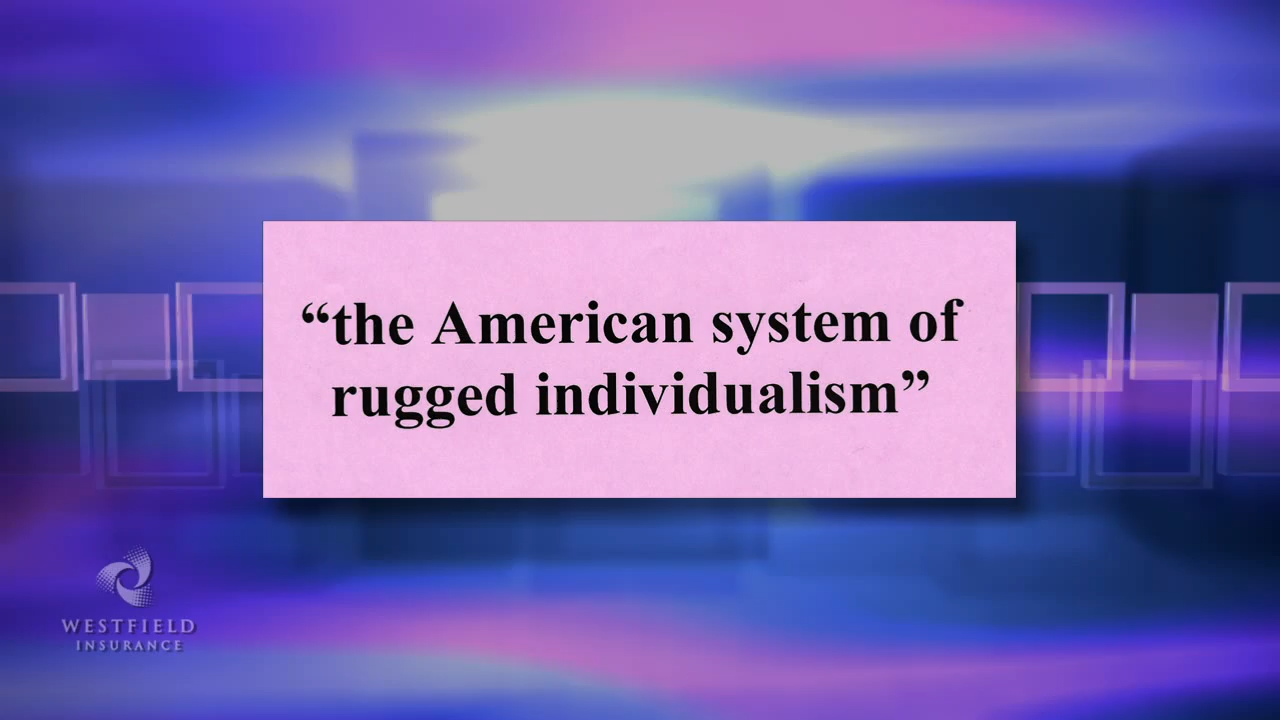 “the American system of
rugged individualism”
WESTFIELD
INSURANCE